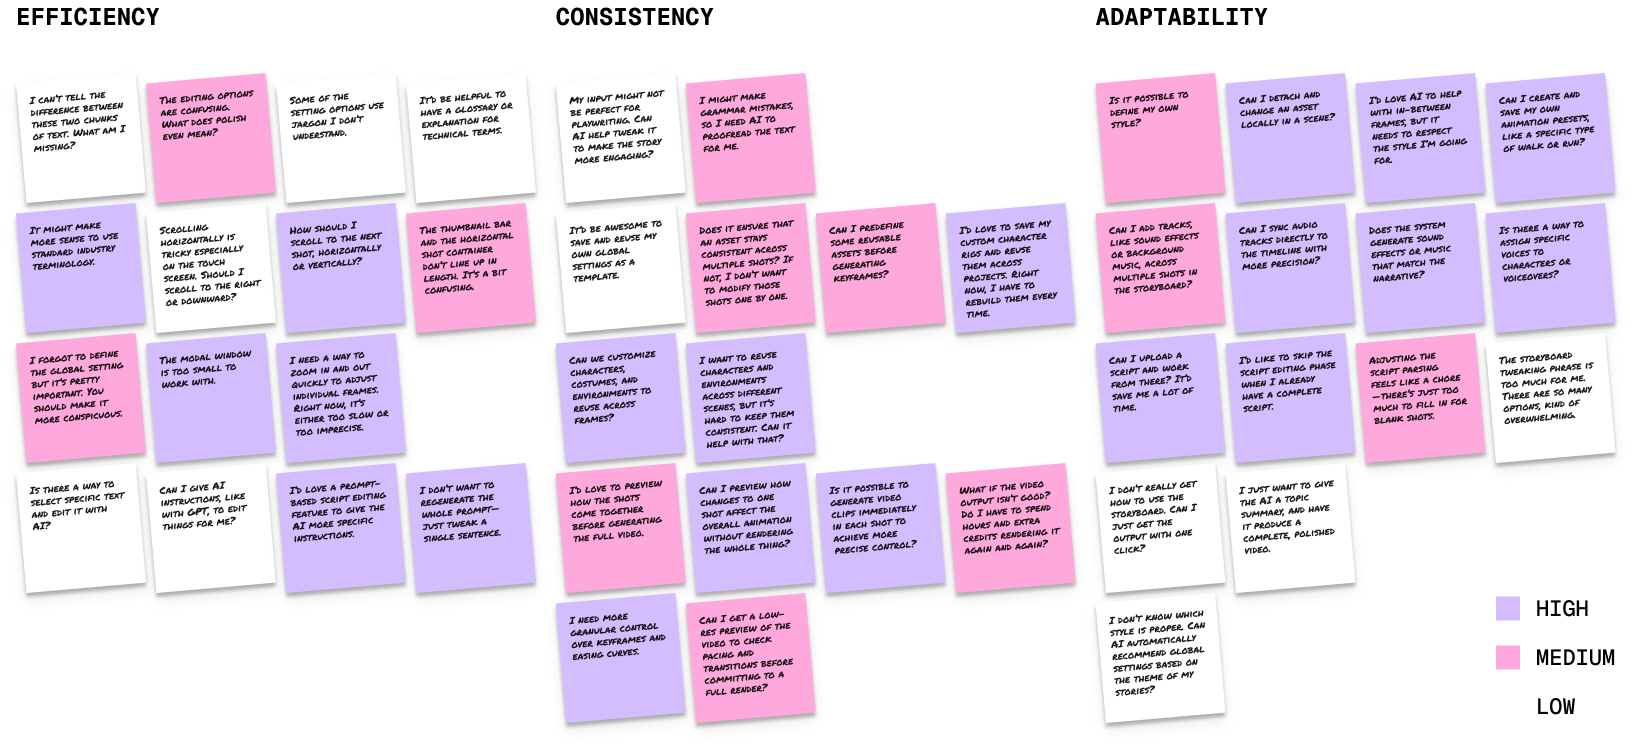 EFFICIENCY
I CAN'T TELL THE
DIFFERENCE BETWEEN
THESE TWO CHUNKS
OF TEXT. WHAT AM I
MISSING?
THE EDITING OPTIONS
ARE CONFUSING.
WHAT DOES POLISH
EVEN MEAN?
SOME OF THE
SETTING OPTIONS USE
JARGON I DON'T
UNDERSTAND.
IT'D BE HELPFUL TO
HAVE A GLOSSARY OR
EXPLANATION FOR
TECHNICAL TERMS.
IT MIGHT MAKE
MORE SENSE TO USE
STANDARD INDUSTRY
TERMINOLOGY.
SCROLLING
HORIZONTALLY IS
TRICKY ESPECIALLY
ON THE TOUCH
SCREEN. SHOULD I
SCROLL TO THE RIGHT
OR DOWNWARD?
HOW SHOULD I
SCROLL TO THE NEXT
SHOT, HORIZONTALLY
OR VERTICALLY?
THE THUMBNAIL BAR
AND THE HORIZONTAL
SHOT CONTAINER
DON'T LINE UP IN
LENGTH. IT'S A BIT
CONFUSING.
I FORGOT TO DEFINE
THE GLOBAL SETTING
BUT IT'S PRETTY
IMPORTANT. YOU
SHOULD MAKE IT
MORE CONSPICUOUS.
THE MODAL WINDOW
IS TOO SMALL TO
WORK WITH.
I NEED A WAY TO
ZOOM IN AND OUT
QUICKLY TO ADJUST
INDIVIDUAL FRAMES.
RIGHT NOW, IT'S
EITHER TOO SLOW OR
TOO IMPRECISE.
IS THERE A WAY TO
SELECT SPECIFIC TEXT
AND EDIT IT WITH
AI?
CAN I GIVE AI
INSTRUCTIONS, LIKE
WITH GPT, TO EDIT
THINGS FOR ME?
I'D LOVE A PROMPT-
BASED SCRIPT EDITING
FEATURE TO GIVE THE
AI MORE SPECIFIC
INSTRUCTIONS.
I DON'T WANT TO
REGENERATE THE
WHOLE PROMPT—
JUST TWEAK A
SINGLE SENTENCE.
CONSISTENCY
MY INPUT MIGHT NOT
BE PERFECT FOR
PLAYWRITING. CAN
AI HELP TWEAK IT
TO MAKE THE STORY
MORE ENGAGING?
I MIGHT MAKE
GRAMMAR MISTAKES,
SO I NEED AI TO
PROOFREAD THE TEXT
FOR ME.
IT'D BE AWESOME TO
SAVE AND REUSE MY
OWN GLOBAL
SETTINGS AS A
TEMPLATE.
DOES IT ENSURE THAT
AN ASSET STAYS
CONSISTENT ACROSS
MULTIPLE SHOTS? IF
NOT, I DON'T WANT
TO MODIFY THOSE
SHOTS ONE BY ONE.
CAN I PREDEFINE
SOME REUSABLE
ASSETS BEFORE
GENERATING
KEYFRAMES?
I'D LOVE TO SAVE MY
CUSTOM CHARACTER
RIGS AND REUSE
THEM ACROSS
PROJECTS. RIGHT
NOW, I HAVE TO
REBUILD THEM EVERY
TIME.
CAN WE CUSTOMIZE
CHARACTERS,
COSTUMES, AND
ENVIRONMENTS TO
REUSE ACROSS
FRAMES?
I WANT TO REUSE
CHARACTERS AND
ENVIRONMENTS
ACROSS DIFFERENT
SCENES, BUT IT'S
HARD TO KEEP THEM
CONSISTENT. CAN IT
HELP WITH THAT?
I'D LOVE TO PREVIEW
HOW THE SHOTS
COME TOGETHER
BEFORE GENERATING
THE FULL VIDEO.
CAN I PREVIEW HOW
CHANGES TO ONE
SHOT AFFECT THE
OVERALL ANIMATION
WITHOUT RENDERING
THE WHOLE THING?
IS IT POSSIBLE TO
GENERATE VIDEO
CLIPS IMMEDIATELY
IN EACH SHOT TO
ACHIEVE MORE
PRECISE CONTROL?
WHAT IF THE VIDEO
OUTPUT ISN'T GOOD?
DO I HAVE TO SPEND
HOURS AND EXTRA
CREDITS RENDERING IT
AGAIN AND AGAIN?
I NEED MORE
GRANULAR CONTROL
OVER KEYFRAMES AND
EASING CURVES.
CAN I GET A LOW-
RES PREVIEW OF THE
VIDEO TO CHECK
PACING AND
TRANSITIONS BEFORE
COMMITTING TO A
FULL RENDER?
ADAPTABILITY
IS IT POSSIBLE TO
DEFINE MY OWN
STYLE?
CAN I DETACH AND
CHANGE AN ASSET
LOCALLY IN A SCENE?
I'D LOVE AI TO HELP
WITH IN-BETWEEN
FRAMES, BUT IT
NEEDS TO RESPECT
THE STYLE I'M GOING
FOR.
CAN I CREATE AND
SAVE MY OWN
ANIMATION PRESETS,
LIKE A SPECIFIC TYPE
OF WALK OR RUN?
CAN I ADD TRACKS,
LIKE SOUND EFFECTS
OR BACKGROUND
MUSIC, ACROSS
MULTIPLE SHOTS IN
THE STORYBOARD?
CAN I SYNC AUDIO
TRACKS DIRECTLY TO
THE TIMELINE WITH
MORE PRECISION?
DOES THE SYSTEM
GENERATE SOUND
EFFECTS OR MUSIC
THAT MATCH THE
NARRATIVE?
IS THERE A WAY TO
ASSIGN SPECIFIC
VOICES TO
CHARACTERS OR
VOICEOVERS?
CAN I UPLOAD A
SCRIPT AND WORK
FROM THERE? IT'D
SAVE ME A LOT OF
TIME.
I'D LIKE TO SKIP THE
SCRIPT EDITING PHASE
WHEN I ALREADY
HAVE A COMPLETE
SCRIPT.
ADJUSTING THE
SCRIPT PARSING
FEELS LIKE A CHORE
—THERE'S JUST TOO
MUCH TO FILL IN FOR
BLANK SHOTS.
THE STORYBOARD
TWEAKING PHRASE IS
TOO MUCH FOR ME.
THERE ARE SO MANY
OPTIONS, KIND OF
OVERWHELMING.
I DON'T REALLY GET
HOW TO USE THE
STORYBOARD. CAN I
JUST GET THE
OUTPUT WITH ONE
CLICK?
I JUST WANT TO GIVE
THE AI A TOPIC
SUMMARY, AND HAVE
IT PRODUCE A
COMPLETE, POLISHED
VIDEO.
I DON'T KNOW WHICH
STYLE IS PROPER. CAN
AI AUTOMATICALLY
RECOMMEND GLOBAL
SETTINGS BASED ON
THE THEME OF MY
STORIES?
HIGH
MEDIUM
LOW